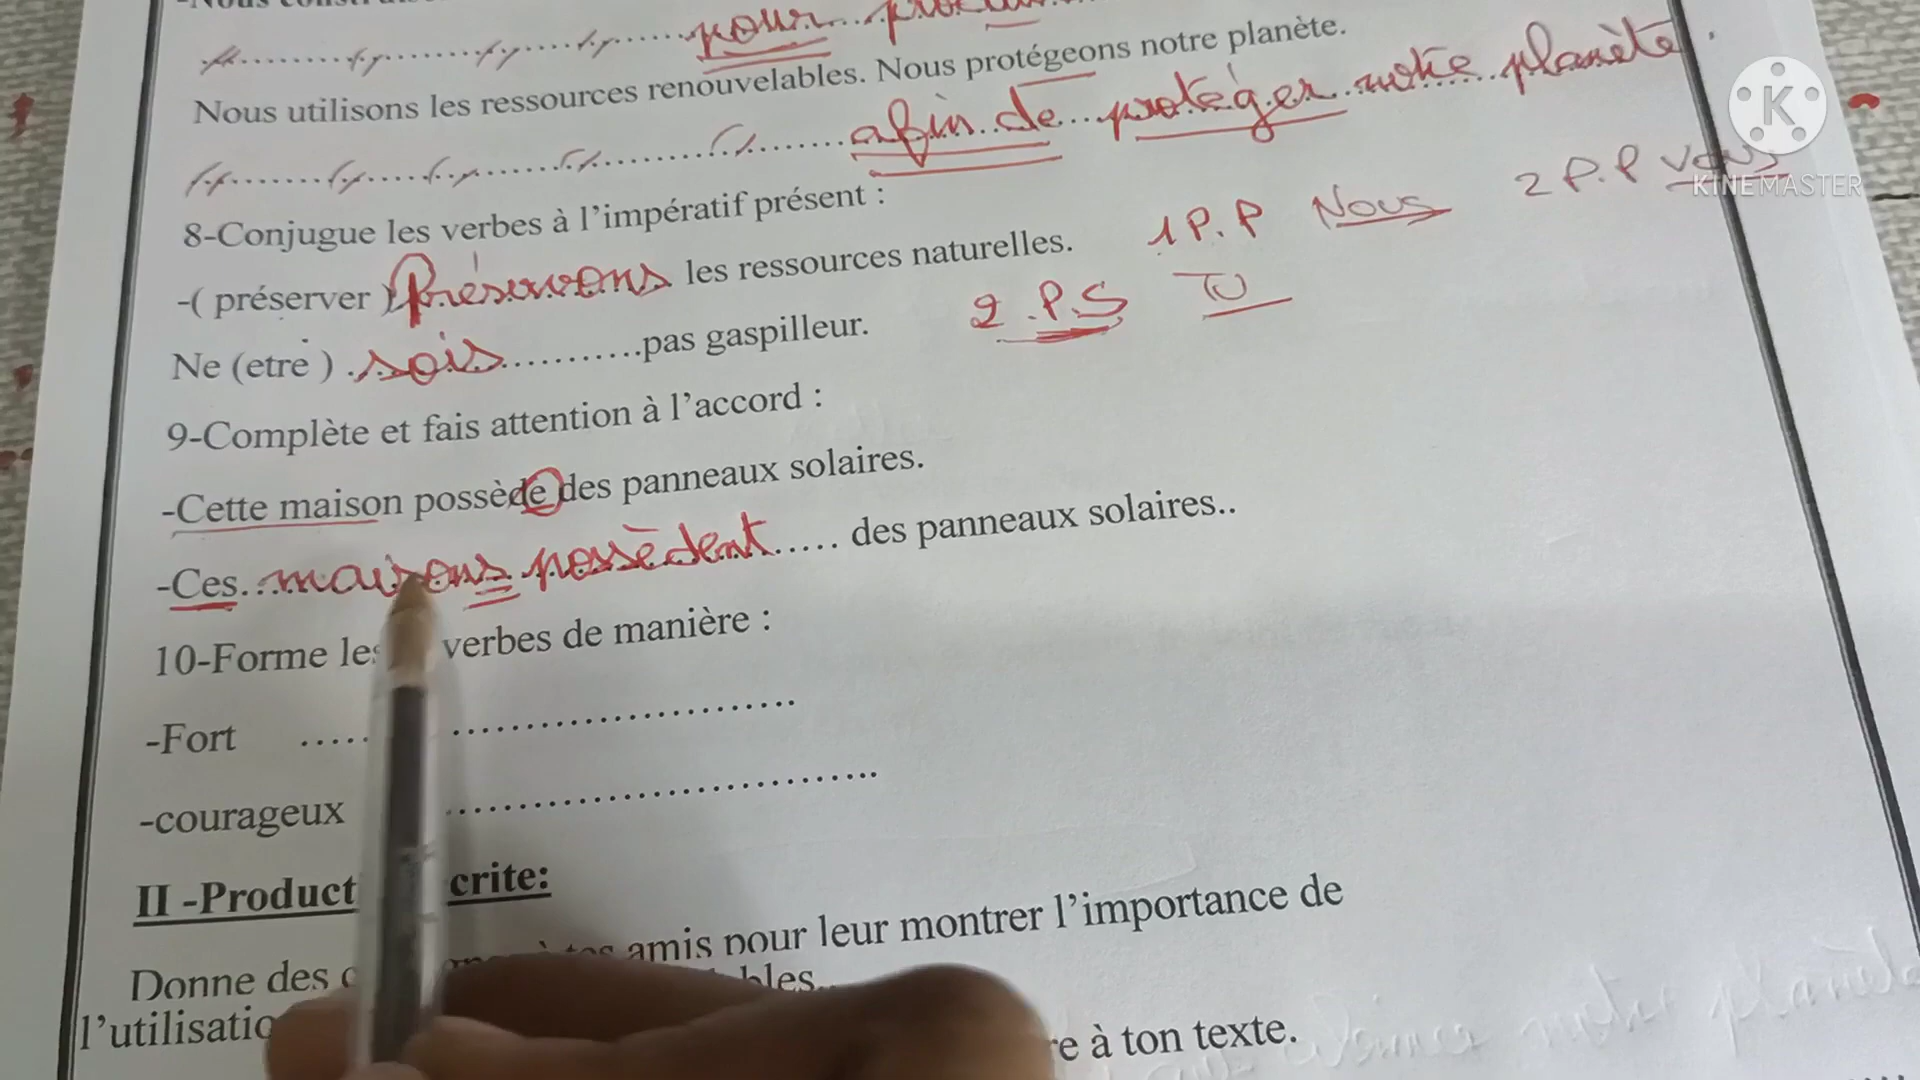 pour
Nous utilisons les ressources renouvelables. Nous protégeons notre planète.
afin de protéger notre planète.
8-Conjugue les verbes à l'impératif présent :
-( préserver ) Préservons les ressources naturelles. 1 P.P Nous 2 P.P Vous
Ne (etre ) sois..........pas gaspilleur. 2.P.S TU
9-Complète et fais attention à l'accord :
-Cette maison possède des panneaux solaires.
-Ces...maisons possèdent..... des panneaux solaires..
10-Forme les verbes de manière :
-Fort ..............................
-courageux ..............................
II -Product crite:
Donne des amis pour leur montrer l'importance de
l'utilisatio
e à ton texte.
K
KINEMASTER